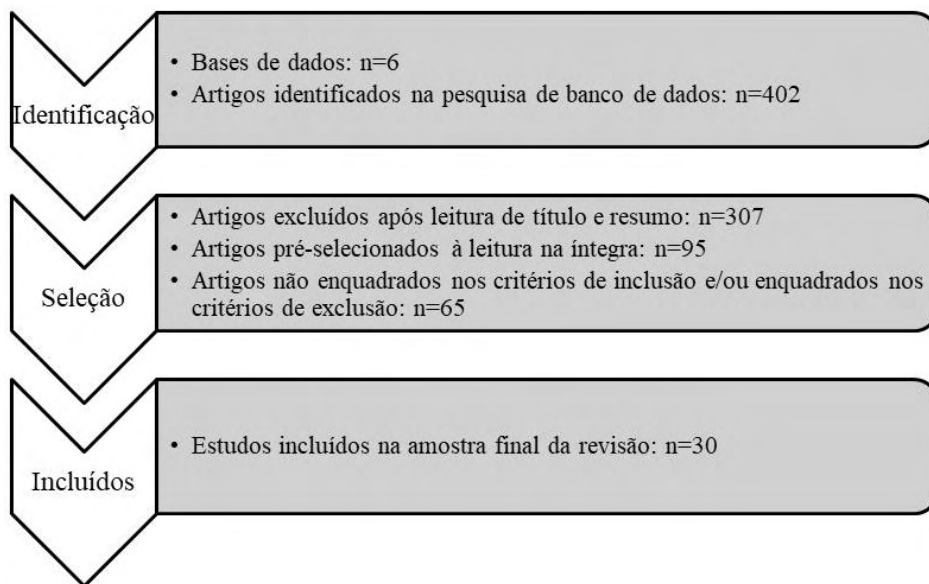 Identificação
• Bases de dados: n=6
• Artigos identificados na pesquisa de banco de dados: n=402
Seleção
• Artigos excluídos após leitura de título e resumo: n=307
• Artigos pré-selecionados à leitura na íntegra: n=95
• Artigos não enquadrados nos critérios de inclusão e/ou enquadrados nos
critérios de exclusão: n=65
Incluídos
• Estudos incluídos na amostra final da revisão: n=30